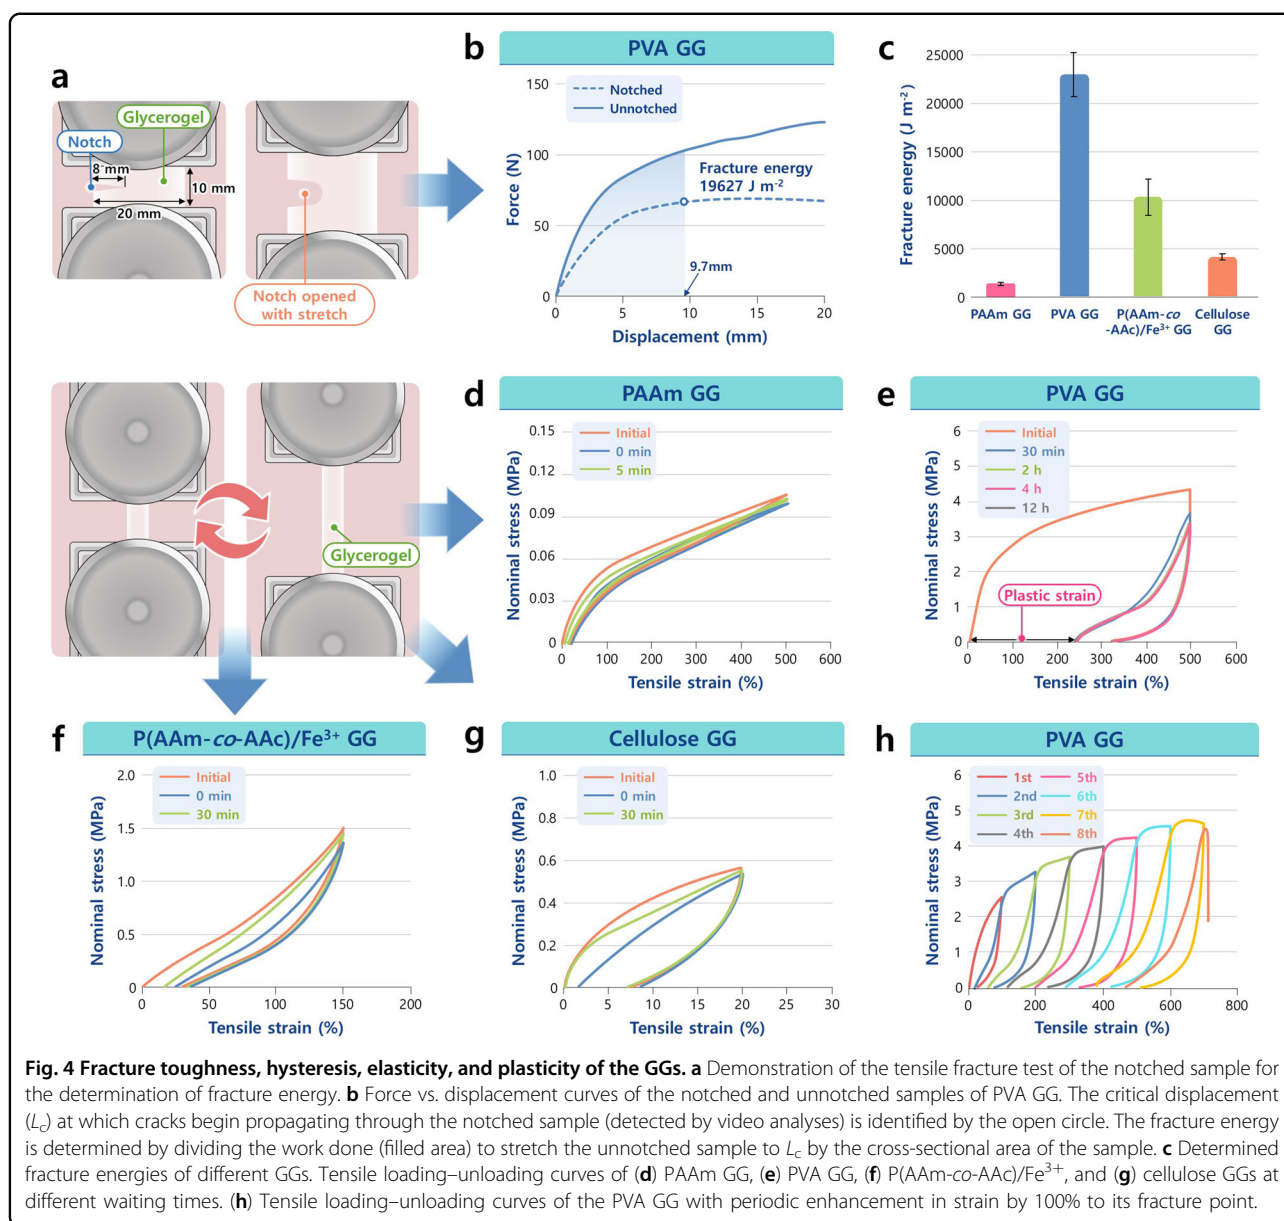 a
Glycerogel
Notch
8 mm
10 mm
20 mm
Notch opened
with stretch
b
PVA GG
150
100
50
0
Force (N)
Notched
Unnotched
Fracture energy
19627 J m⁻²
9.7mm
0
5
10
15
20
Displacement (mm)
c
25000
20000
15000
10000
5000
0
Fracture energy (J m⁻²)
PAAm GG
PVA GG
P(AAm-co
-AAc)/Fe³⁺ GG
Cellulose
GG
Glycerogel
d
PAAm GG
0.15
0.12
0.09
0.06
0.03
0
Nominal stress (MPa)
Initial
0 min
5 min
0 100 200 300 400 500 600
Tensile strain (%)
e
PVA GG
6
5
4
3
2
1
0
Nominal stress (MPa)
Initial
30 min
2 h
4 h
12 h
Plastic strain
0 100 200 300 400 500 600
Tensile strain (%)
f
P(AAm-co-AAc)/Fe³⁺ GG
2.0
1.5
1.0
0.5
0
Nominal stress (MPa)
Initial
0 min
30 min
0 50 100 150 200
Tensile strain (%)
g
Cellulose GG
1.0
0.8
0.6
0.4
0.2
0
Nominal stress (MPa)
Initial
0 min
30 min
0 5 10 15 20 25 30
Tensile strain (%)
h
PVA GG
6
5
4
3
2
1
0
Nominal stress (MPa)
1st 5th
2nd 6th
3rd 7th
4th 8th
0 100 200 300 400 500 600 800
Tensile strain (%)
Fig. 4 Fracture toughness, hysteresis, elasticity, and plasticity of the GGs. a Demonstration of the tensile fracture test of the notched sample for
the determination of fracture energy. b Force vs. displacement curves of the notched and unnotched samples of PVA GG. The critical displacement
(Lc) at which cracks begin propagating through the notched sample (detected by video analyses) is identified by the open circle. The fracture energy
is determined by dividing the work done (filled area) to stretch the unnotched sample to Lc by the cross-sectional area of the sample. c Determined
fracture energies of different GGs. Tensile loading–unloading curves of (d) PAAm GG, (e) PVA GG, (f) P(AAm-co-AAc)/Fe³⁺, and (g) cellulose GGs at
different waiting times. (h) Tensile loading–unloading curves of the PVA GG with periodic enhancement in strain by 100% to its fracture point.